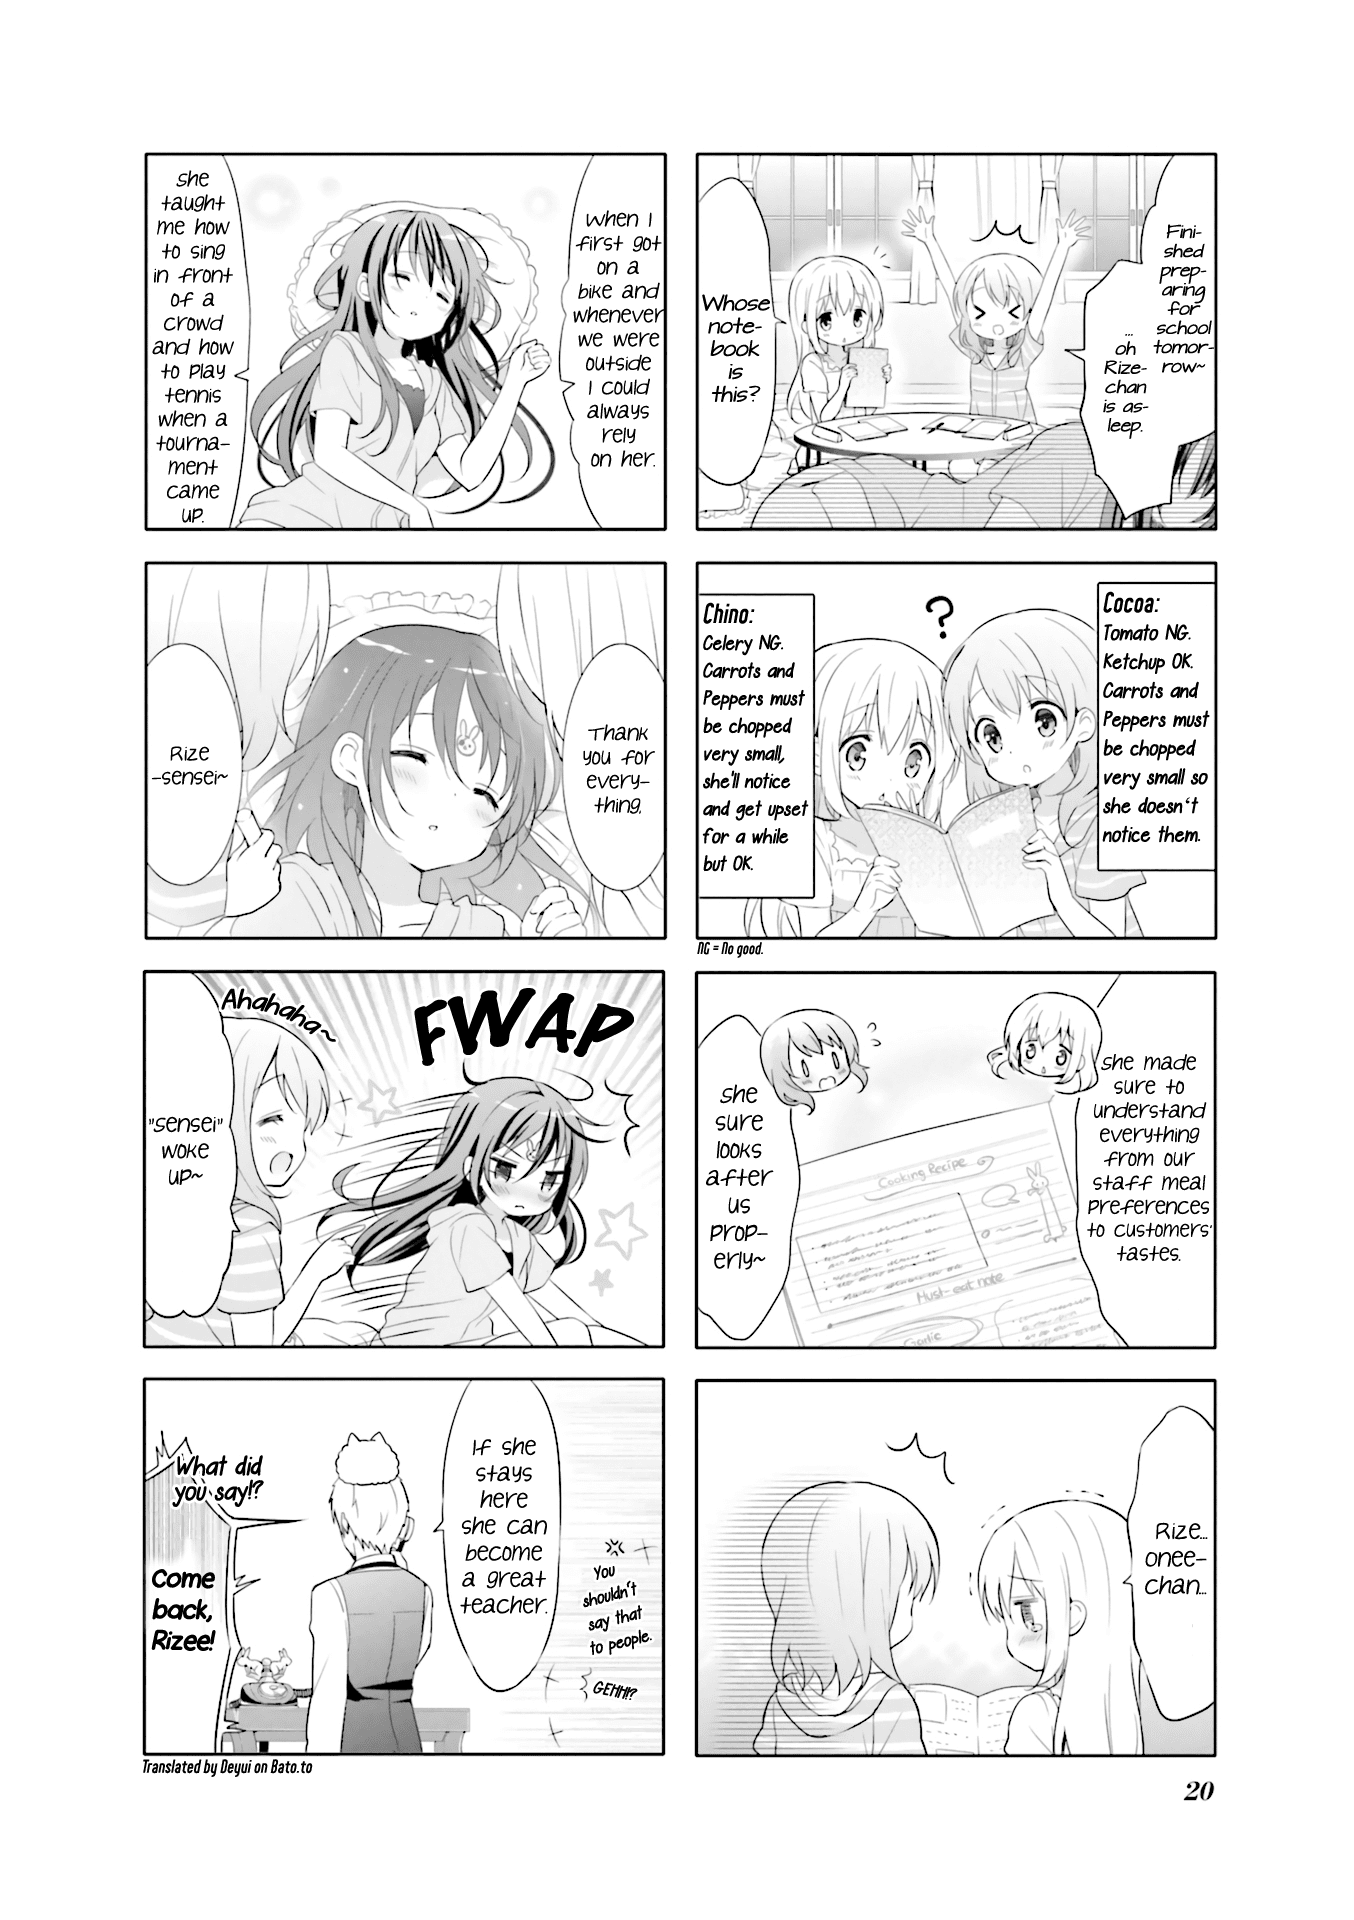 Fini-
shed
prep-
aring
for
school
tomor-
row~
...
oh
Rize-
chan
is as-
leep.
Whose
note-
book
is
this?
Cocoa:
Tomato NG.
Ketchup OK.
Carrots and
Peppers must
be chopped
very small so
she doesn't
notice them.
?
Chino:
Celery NG.
Carrots and
Peppers must
be chopped
very small,
she'll notice
and get upset
for a while
but OK.
NG = No good.
She made
sure to
understand
everything
from our
staff meal
preferences
to customers'
tastes.
She
sure
looks
after
us
prop-
erly~
Cooking Recipe
Must-eat note
Garlic
Rize...
onee-
chan...
When I
first got
on a
bike and
whenever
we were
outside
I could
always
rely
on her.
She
taught
me how
to sing
in front
of a
crowd
and how
to play
tennis
when a
tourna-
ment
came
up.
Thank
you for
every-
thing,
Rize
-sensei~
FWAP
Ahahaha~
"Sensei"
woke
up~
If she
stays
here
she can
become
a great
teacher.
You
shouldn't
say that
to people.
GEHH!?
What did
you say!?
Come
back,
Rizee!
Translated by Deyui on Bato.to
20